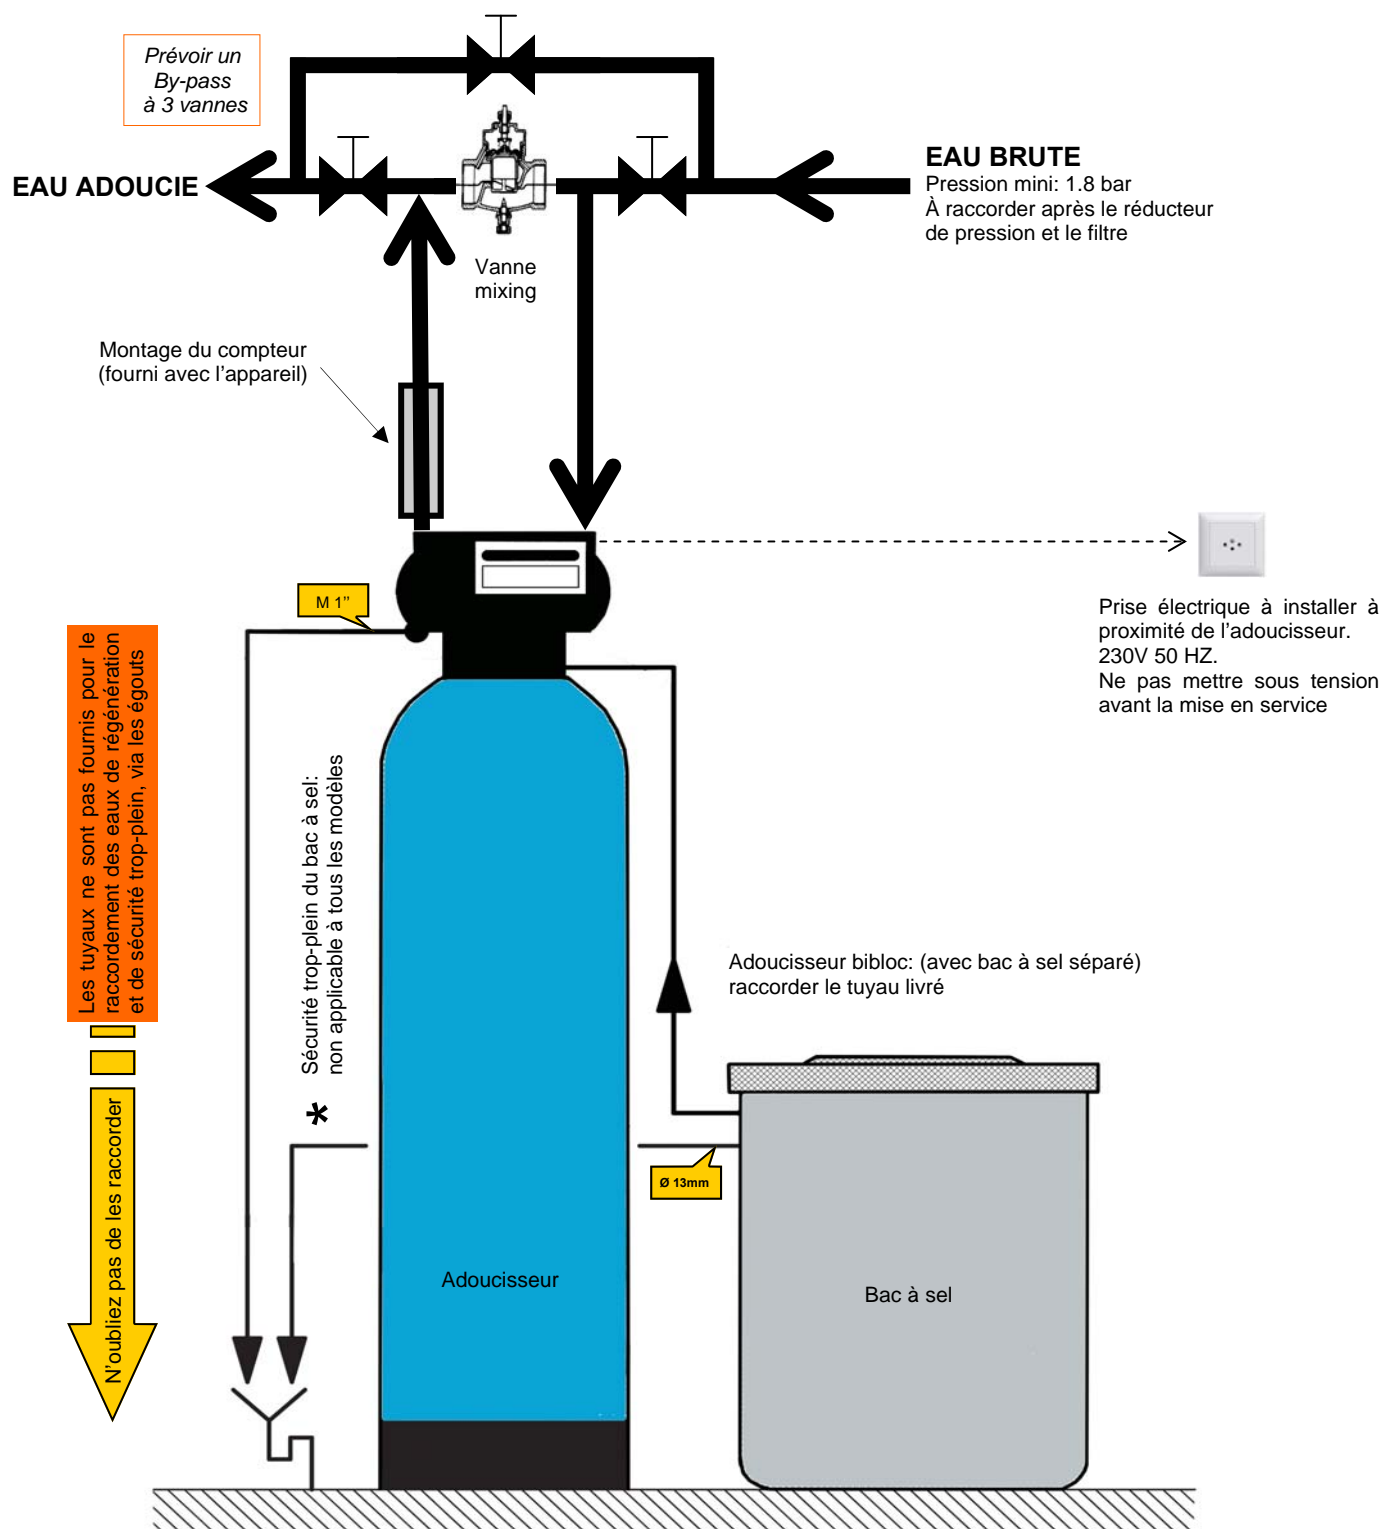 Prévoir un
By-pass
à 3 vannes
EAU ADOUCIE
EAU BRUTE
Pression mini: 1.8 bar
À raccorder après le réducteur
de pression et le filtre
Vanne
mixing
Montage du compteur
(fourni avec l’appareil)
M 1’’
Prise électrique à installer à
proximité de l’adoucisseur.
230V 50 HZ.
Ne pas mettre sous tension
avant la mise en service
Les tuyaux ne sont pas fournis pour le
raccordement des eaux de régénération
et de sécurité trop-plein, via les égouts
N’oubliez pas de les raccorder
* Sécurité trop-plein du bac à sel:
non applicable à tous les modèles
Adoucisseur bibloc: (avec bac à sel séparé)
raccorder le tuyau livré
Ø 13mm
Adoucisseur
Bac à sel